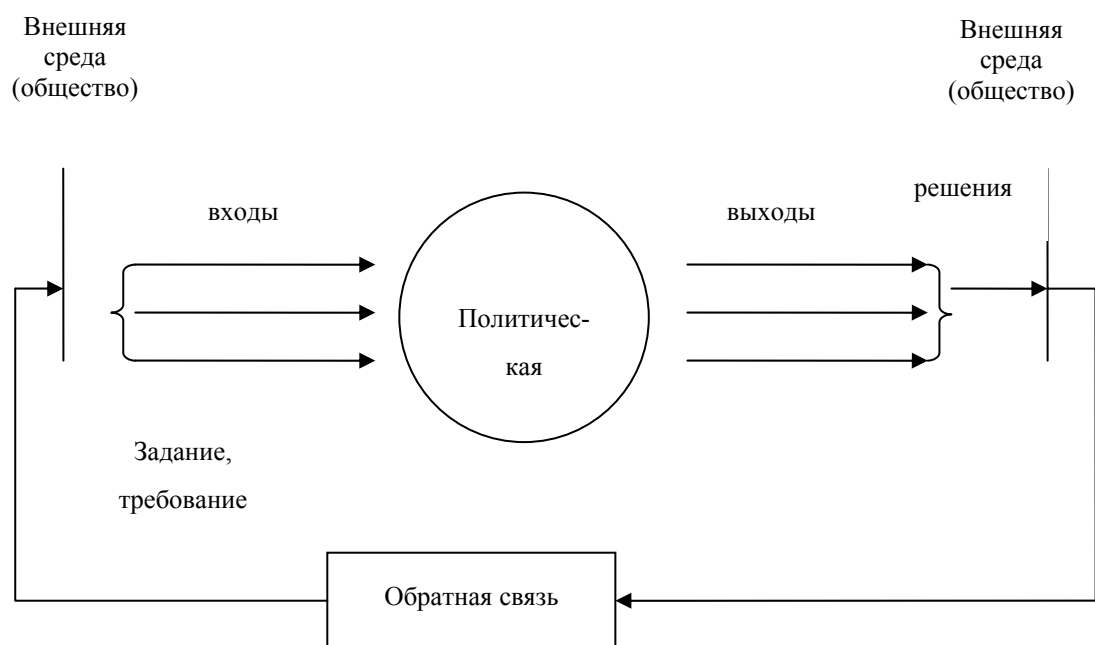 Внешняя
среда
(общество)
Внешняя
среда
(общество)
решения
входы
выходы
Политичес-
кая
Задание,
требование
Обратная связь